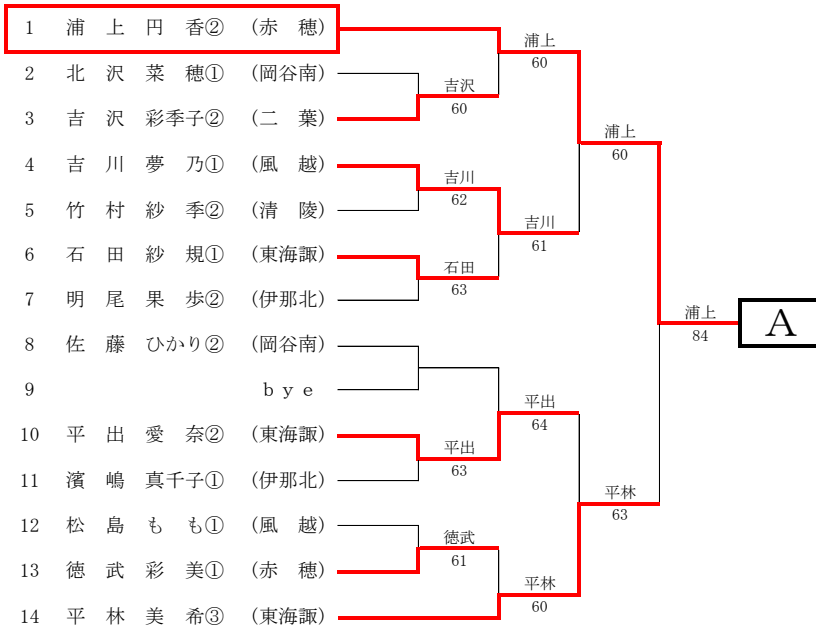 1 浦 上 円 香② (赤 穂)
2 北 沢 菜 穂① (岡谷南)
3 吉 沢 彩季子② (二 葉)
4 吉 川 夢 乃① (風 越)
5 竹 村 紗 季② (清 陵)
6 石 田 紗 規① (東海諏)
7 明 尾 果 歩② (伊那北)
8 佐 藤 ひかり② (岡谷南)
9 ｂｙｅ
10 平 出 愛 奈② (東海諏)
11 濱 嶋 真千子① (伊那北)
12 松 島 も も① (風 越)
13 徳 武 彩 美① (赤 穂)
14 平 林 美 希③ (東海諏)
吉沢
60
吉川
62
石田
63
平出
63
徳武
61
浦上
60
吉川
61
平出
64
平林
60
浦上
60
平林
63
浦上
84
A